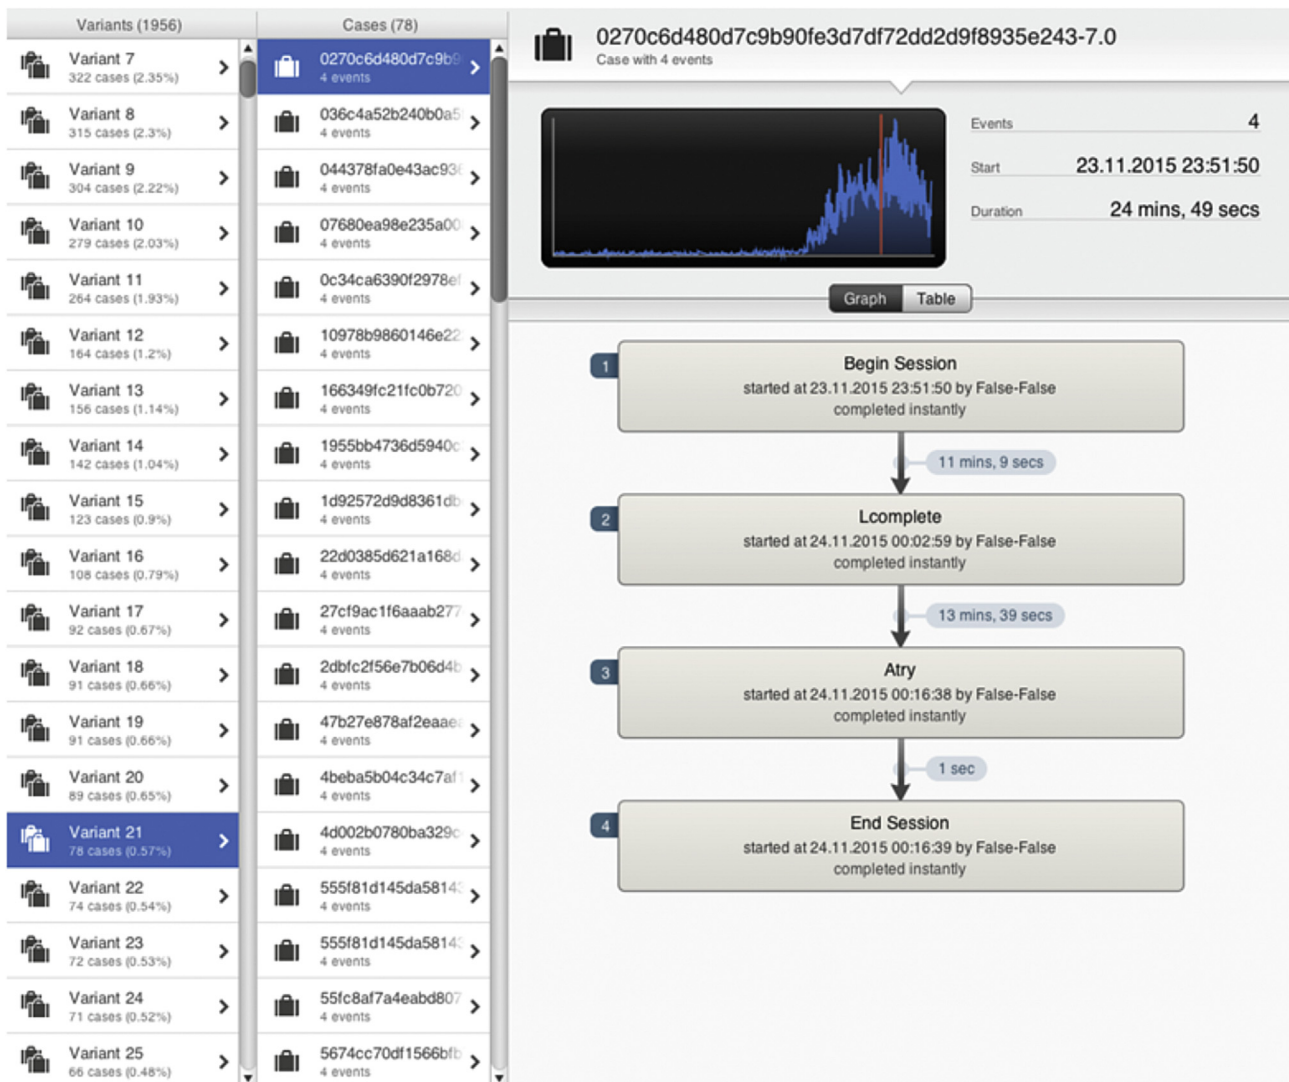 Variants (1956)
Variant 7
322 cases (2.35%)
Variant 8
315 cases (2.3%)
Variant 9
304 cases (2.22%)
Variant 10
279 cases (2.03%)
Variant 11
264 cases (1.93%)
Variant 12
164 cases (1.2%)
Variant 13
156 cases (1.14%)
Variant 14
142 cases (1.04%)
Variant 15
123 cases (0.9%)
Variant 16
108 cases (0.79%)
Variant 17
92 cases (0.67%)
Variant 18
91 cases (0.66%)
Variant 19
91 cases (0.66%)
Variant 20
89 cases (0.65%)
Variant 21
78 cases (0.57%)
Variant 22
74 cases (0.54%)
Variant 23
72 cases (0.53%)
Variant 24
71 cases (0.52%)
Variant 25
66 cases (0.48%)
Cases (78)
0270c6d480d7c9b9
4 events
036c4a52b240b0a5
4 events
044378fa0e43ac936
4 events
07680ea98e235a00
4 events
0c34ca6390f2978ef
4 events
10978b9860146e22
4 events
166349fc21fc0b720
4 events
1955bb4736d5940c
4 events
1d92572d9d8361db
4 events
22d0385d621a168d
4 events
27cf9ac1f6aaab277
4 events
2dbfc2f56e7b06d4b
4 events
47b27e878af2eaaea
4 events
4beba5b04c34c7af1
4 events
4d002b0780ba329c
4 events
555f81d145da58143
4 events
555f81d145da58143
4 events
55fc8af7a4eabd807
4 events
5674cc70df1566bfb
4 events
0270c6d480d7c9b90fe3d7df72dd2d9f8935e243-7.0
Case with 4 events
Events 4
Start 23.11.2015 23:51:50
Duration 24 mins, 49 secs
Graph Table
1
Begin Session
started at 23.11.2015 23:51:50 by False-False
completed instantly
11 mins, 9 secs
2
Lcomplete
started at 24.11.2015 00:02:59 by False-False
completed instantly
13 mins, 39 secs
3
Atry
started at 24.11.2015 00:16:38 by False-False
completed instantly
1 sec
4
End Session
started at 24.11.2015 00:16:39 by False-False
completed instantly